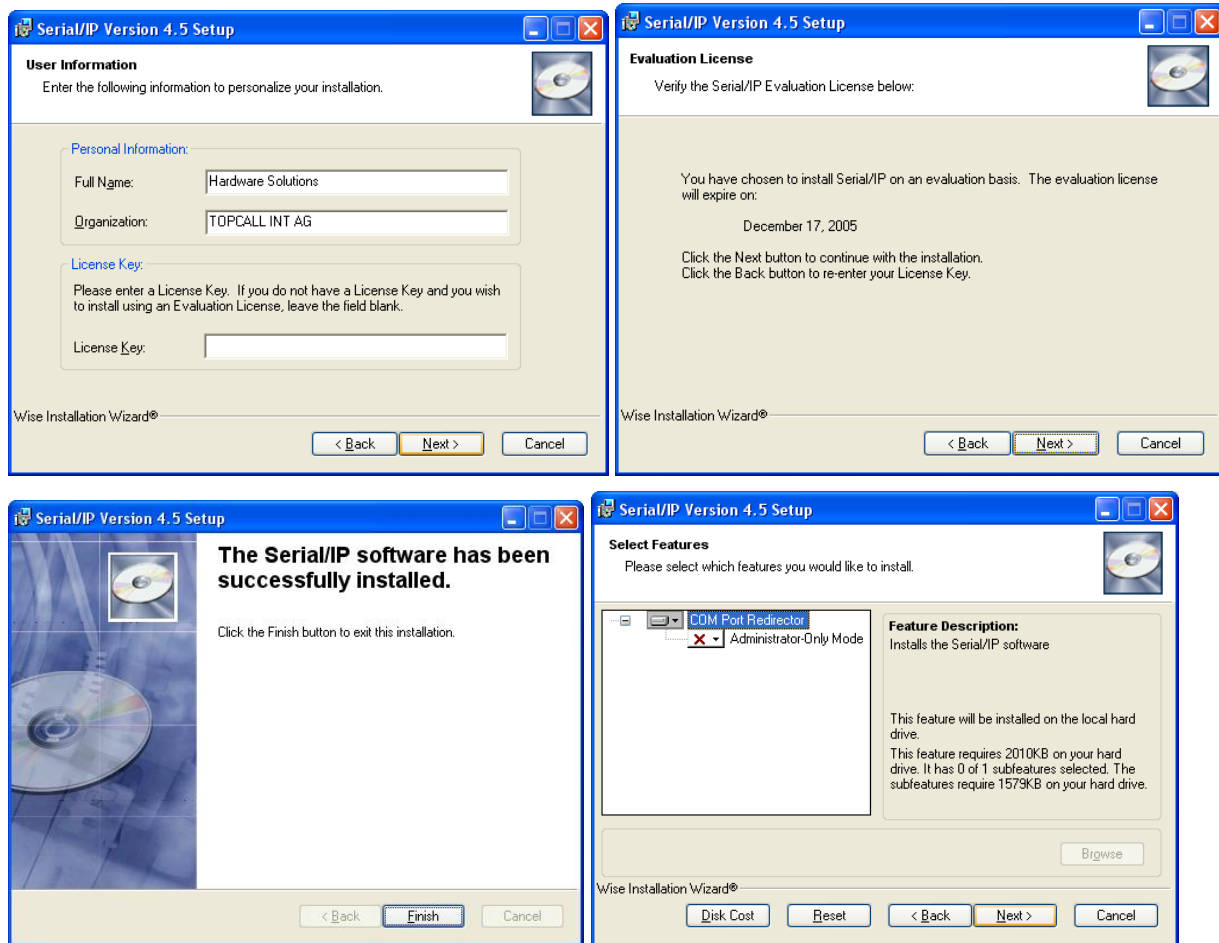 Serial/IP Version 4.5 Setup
User Information
Enter the following information to personalize your installation.
Personal Information:
Full Name:
Hardware Solutions
Organization:
TOPCALL INT AG
License Key:
Please enter a License Key. If you do not have a License Key and you wish
to install using an Evaluation License, leave the field blank.
License Key:
Wise Installation Wizard®
< Back
Next >
Cancel
Serial/IP Version 4.5 Setup
Evaluation License
Verify the Serial/IP Evaluation License below:
You have chosen to install Serial/IP on an evaluation basis. The evaluation license
will expire on:
December 17, 2005
Click the Next button to continue with the installation.
Click the Back button to re-enter your License Key.
Wise Installation Wizard®
< Back
Next >
Cancel
Serial/IP Version 4.5 Setup
The Serial/IP software has been
successfully installed.
Click the Finish button to exit this installation.
< Back
Finish
Cancel
Serial/IP Version 4.5 Setup
Select Features
Please select which features you would like to install.
COM Port Redirector
Administrator-Only Mode
Feature Description:
Installs the Serial/IP software
This feature will be installed on the local hard
drive.
This feature requires 2010KB on your hard
drive. It has 0 of 1 subfeatures selected. The
subfeatures require 1579KB on your hard drive.
Browse
Wise Installation Wizard®
Disk Cost
Reset
< Back
Next >
Cancel